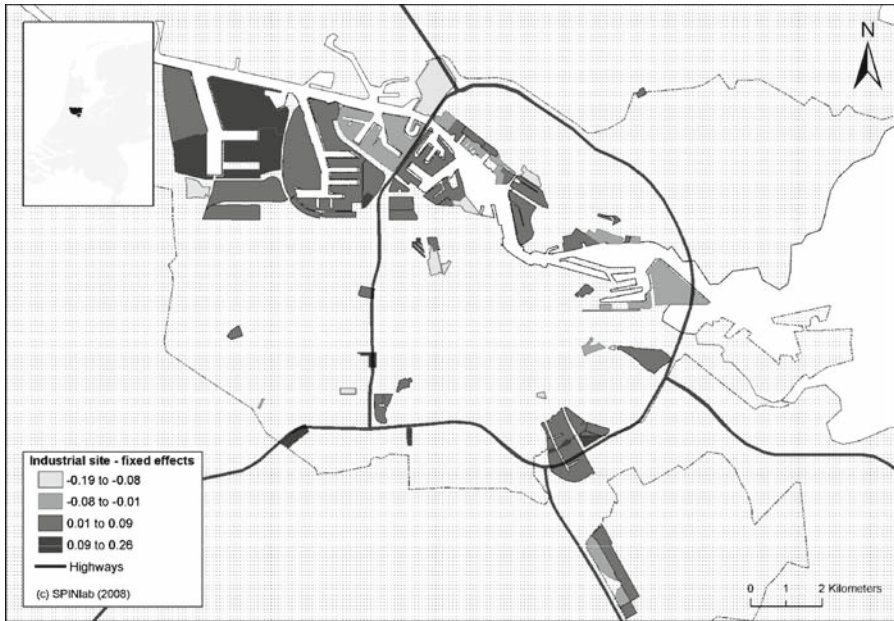 N
Industrial site - fixed effects
-0.19 to -0.08
-0.08 to -0.01
0.01 to 0.09
0.09 to 0.26
Highways
(c) SPINlab (2008)
0 1 2 Kilometers